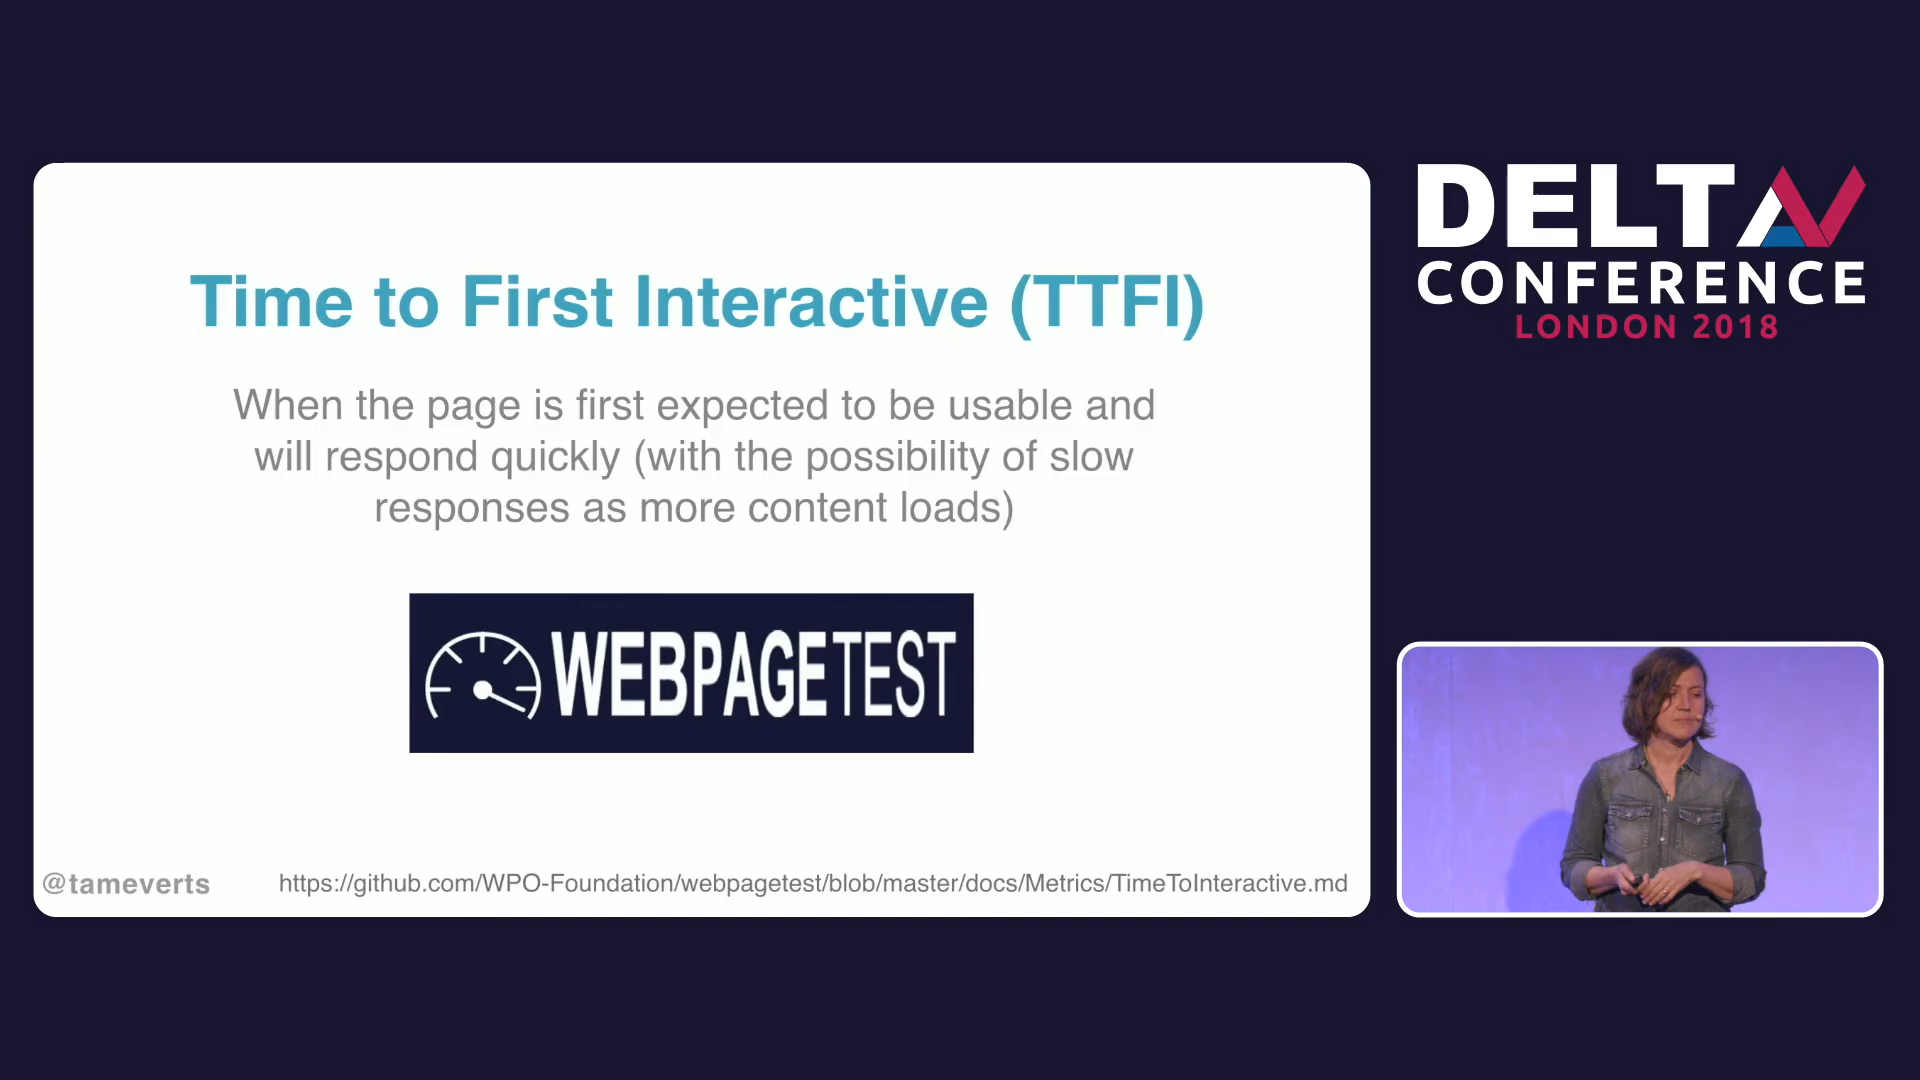 Time to First Interactive (TTFI)
When the page is first expected to be usable and
will respond quickly (with the possibility of slow
responses as more content loads)
WEBPAGETEST
@tameverts
https://github.com/WPO-Foundation/webpagetest/blob/master/docs/Metrics/TimeToInteractive.md
DELTA V
CONFERENCE
LONDON 2018